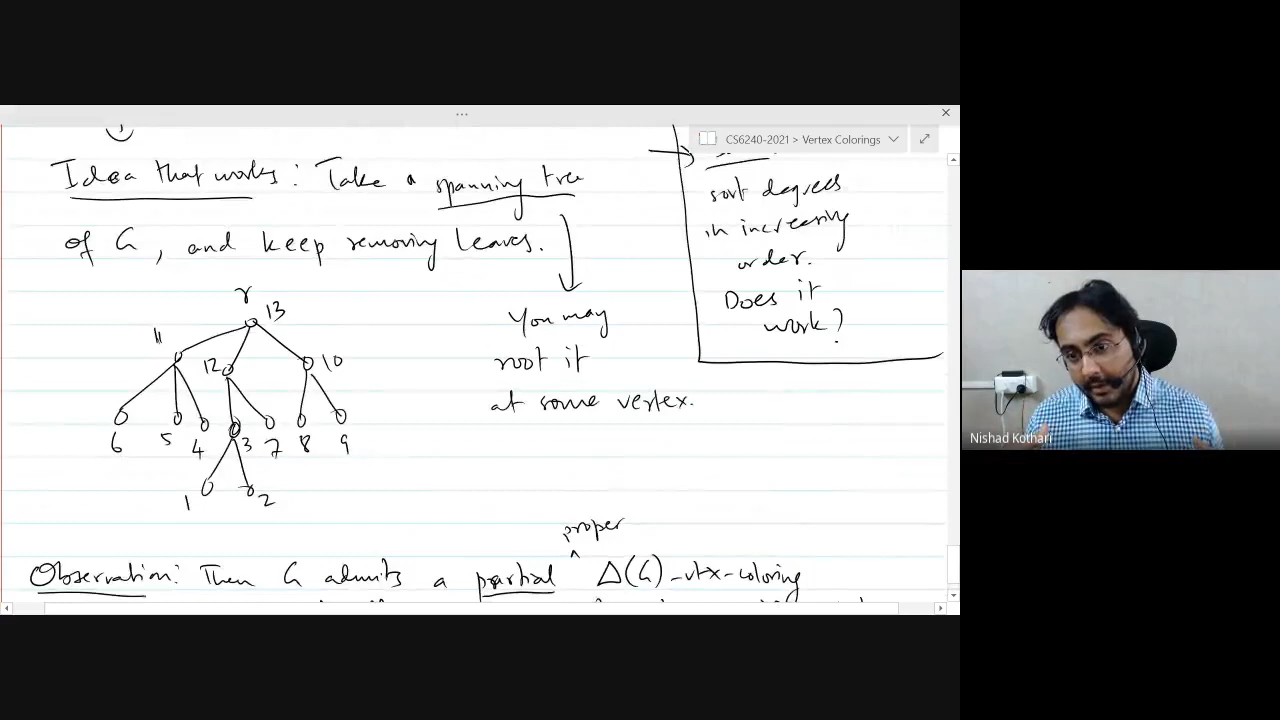 CS6240-2021 > Vertex Colorings
Idea that works: Take a spanning tree
of G, and keep removing leaves.
sort degrees
in increasing
order.
Does it
work?
You may
root it
at some vertex.
r
13
11
12
10
6
5
4
3
7
8
9
1
2
proper
Observation: Then G admits a partial ^ Δ(G)-vtx-coloring
Nishad Kothari